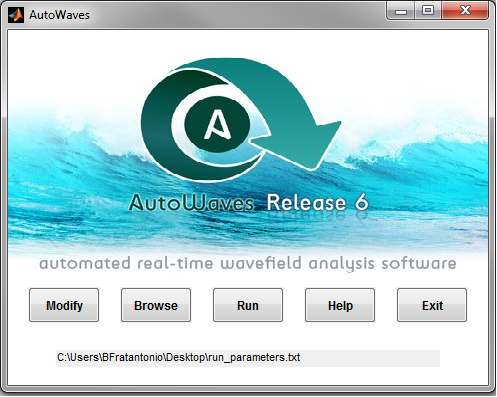 AutoWaves
A
AutoWaves Release 6
automated real-time wavefield analysis software
Modify Browse Run Help Exit
C:\Users\BFratantonio\Desktop\run_parameters.txt